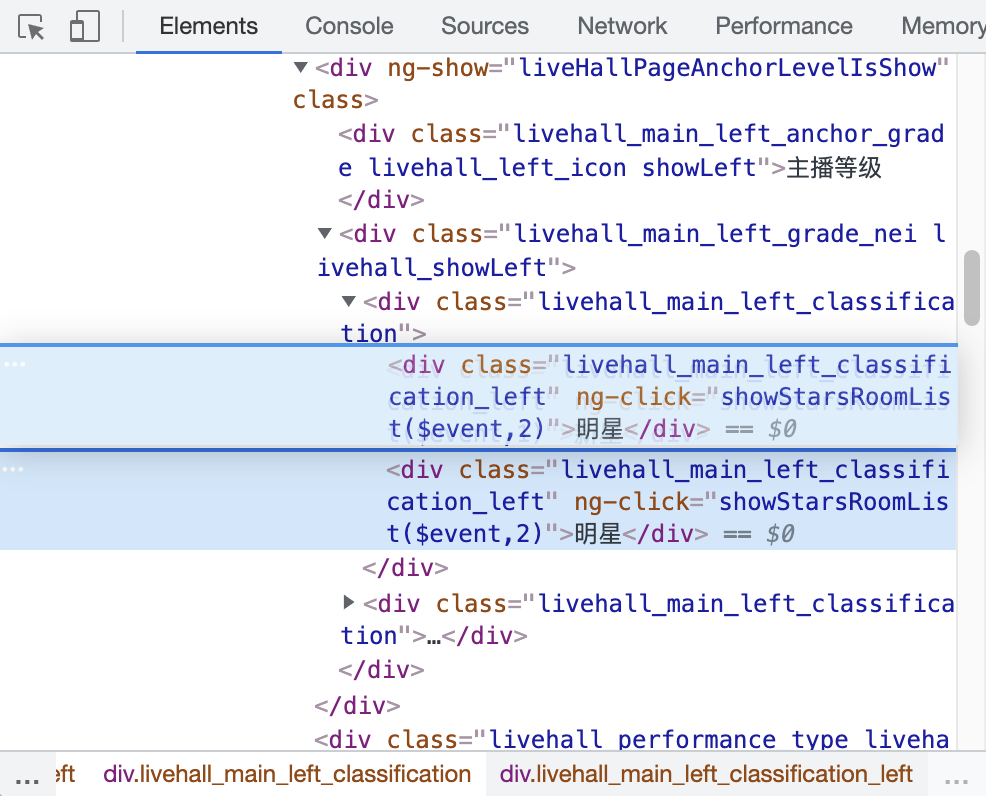 Elements Console Sources Network Performance Memory
<div ng-show="liveHallPageAnchorLevelIsShow"
class>
<div class="livehall_main_left_anchor_grad
e livehall_left_icon showLeft">主播等级
</div>
<div class="livehall_main_left_grade_nei l
ivehall_showLeft">
<div class="livehall_main_left_classifica
tion">
<div class="livehall_main_left_classifi
cation_left" ng-click="showStarsRoomLis
t($event,2)">明星</div> == $0
<div class="livehall_main_left_classifi
cation_left" ng-click="showStarsRoomLis
t($event,2)">明星</div> == $0
</div>
<div class="livehall_main_left_classifica
tion">…</div>
</div>
</div>
<div class="livehall_performance_type liveha
... eft div.livehall_main_left_classification div.livehall_main_left_classification_left ...